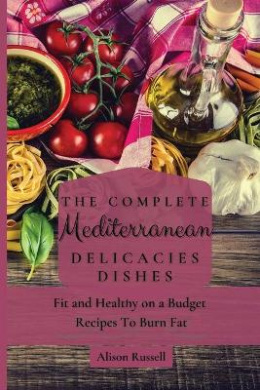 THE COMPLETE
Mediterranean
DELICACIES
DISHES
Fit and Healthy on a Budget
Recipes To Burn Fat
Alison Russell